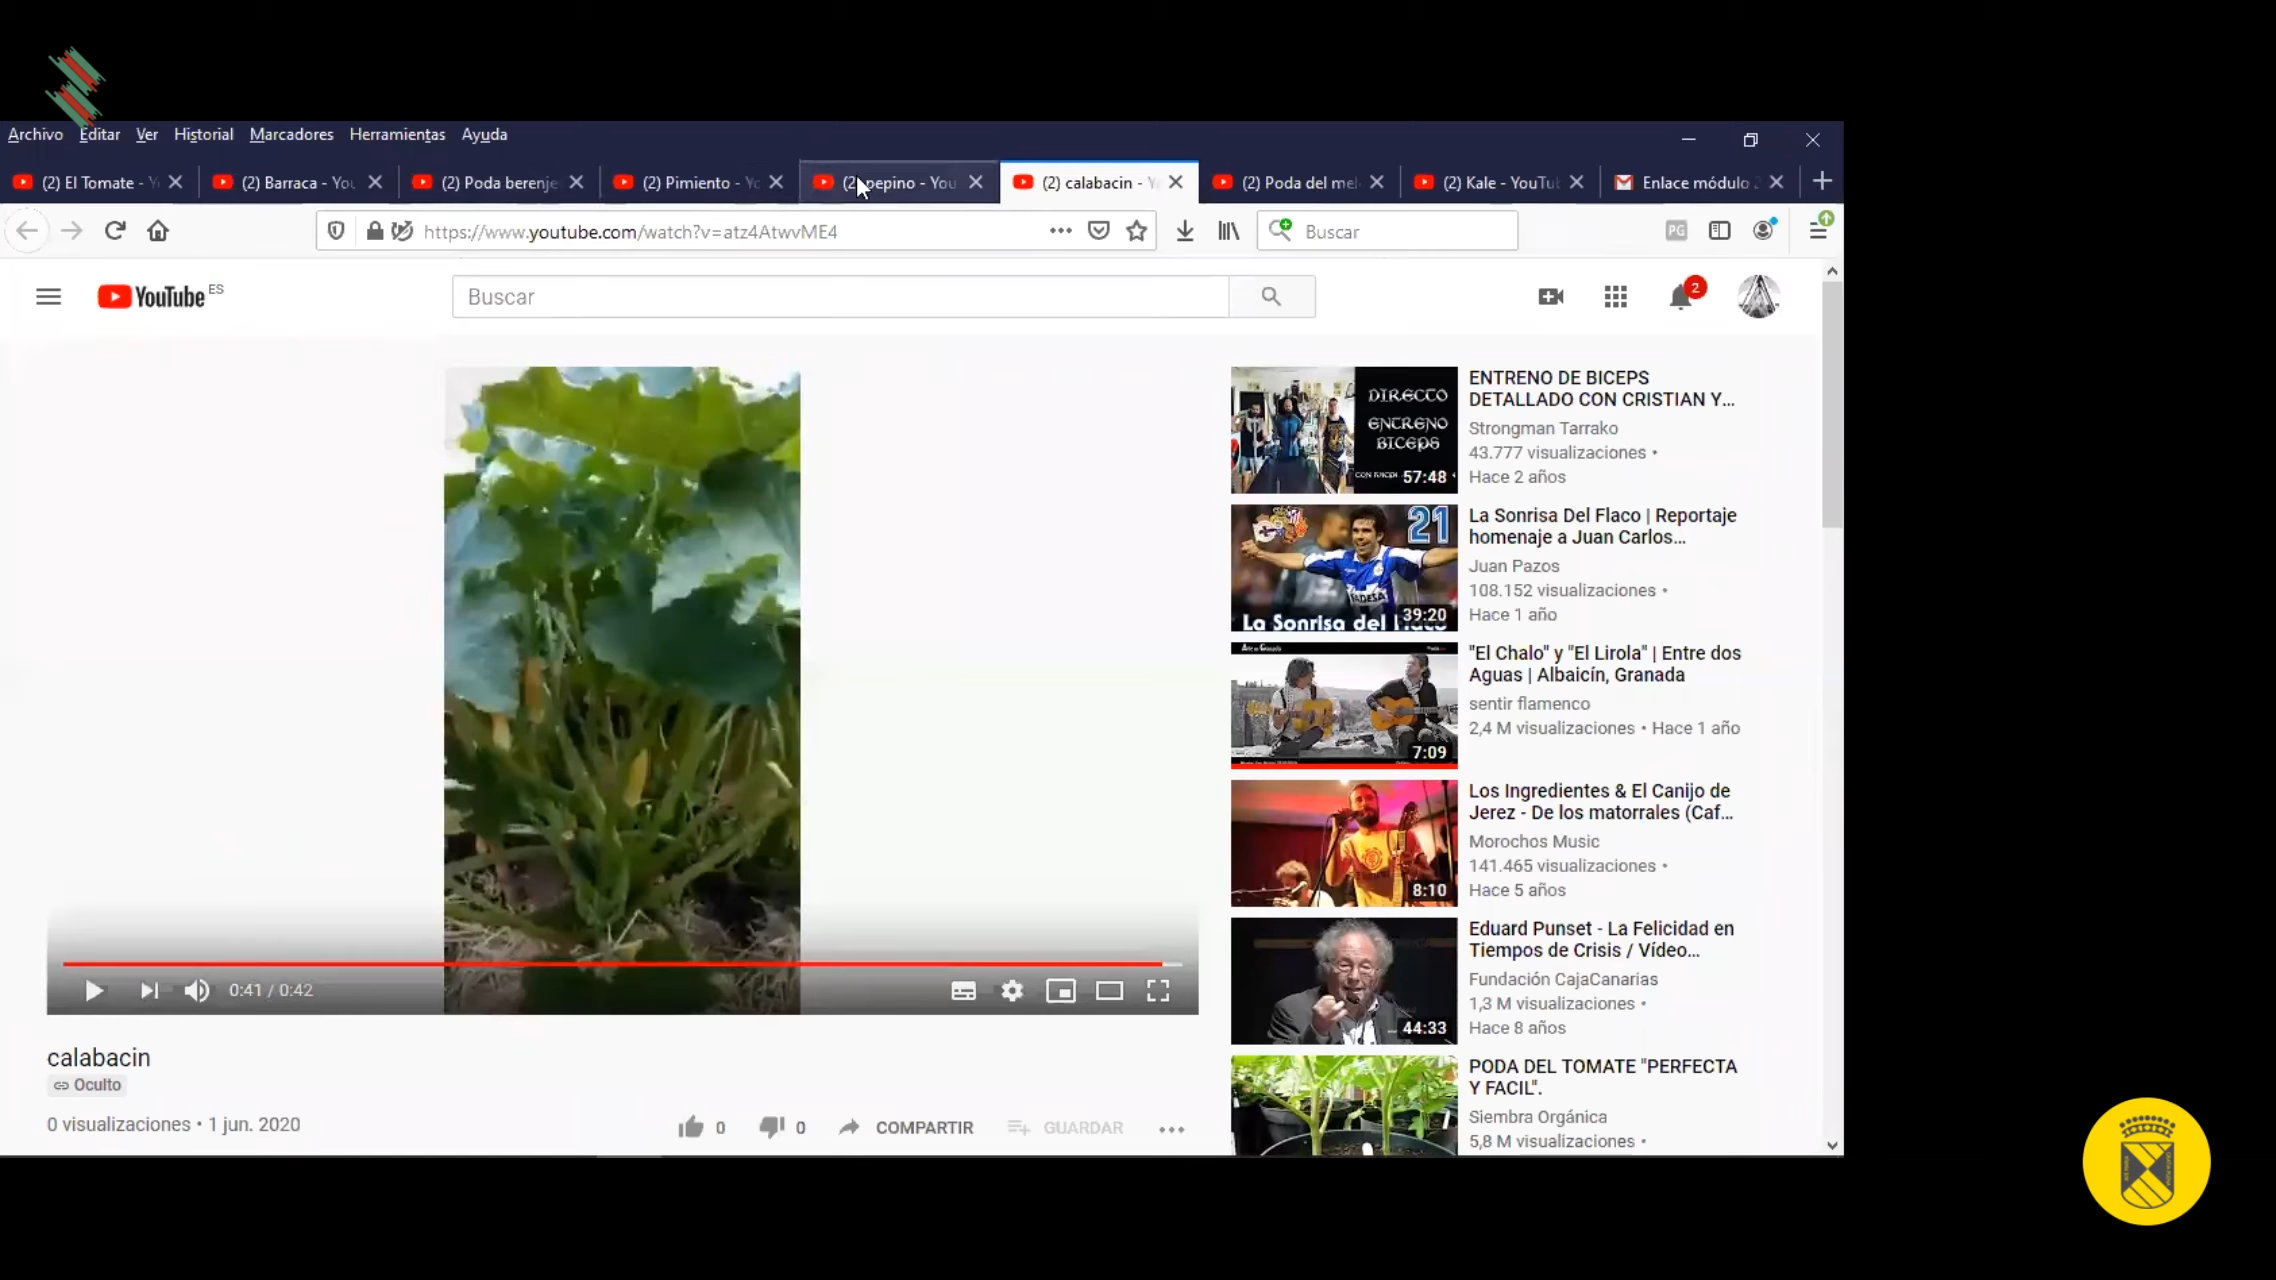 Archivo Editar Ver Historial Marcadores Herramientas Ayuda
(2) El Tomate - Y (2) Barraca - You (2) Poda berenje (2) Pimiento - Yo (2) pepino - You (2) calabacin - Y (2) Poda del mel (2) Kale - YouTu Enlace módulo 2
https://www.youtube.com/watch?v=atz4AtwvME4
Buscar
PG
YouTube ES
Buscar
2
DIRECTO
ENTRENO
BICEPS
57:48
ENTRENO DE BICEPS
DETALLADO CON CRISTIAN Y...
Strongman Tarrako
43.777 visualizaciones •
Hace 2 años
21
39:20
La Sonrisa del Flaco
La Sonrisa Del Flaco | Reportaje
homenaje a Juan Carlos...
Juan Pazos
108.152 visualizaciones •
Hace 1 año
7:09
"El Chalo" y "El Lirola" | Entre dos
Aguas | Albaicín, Granada
sentir flamenco
2,4 M visualizaciones • Hace 1 año
8:10
Los Ingredientes & El Canijo de
Jerez - De los matorrales (Caf...
Morochos Music
141.465 visualizaciones •
Hace 5 años
44:33
Eduard Punset - La Felicidad en
Tiempos de Crisis / Vídeo...
Fundación CajaCanarias
1,3 M visualizaciones •
Hace 8 años
PODA DEL TOMATE "PERFECTA
Y FACIL".
Siembra Orgánica
5,8 M visualizaciones •
0:41 / 0:42
calabacin
Oculto
0 visualizaciones • 1 jun. 2020
0 0 COMPARTIR GUARDAR